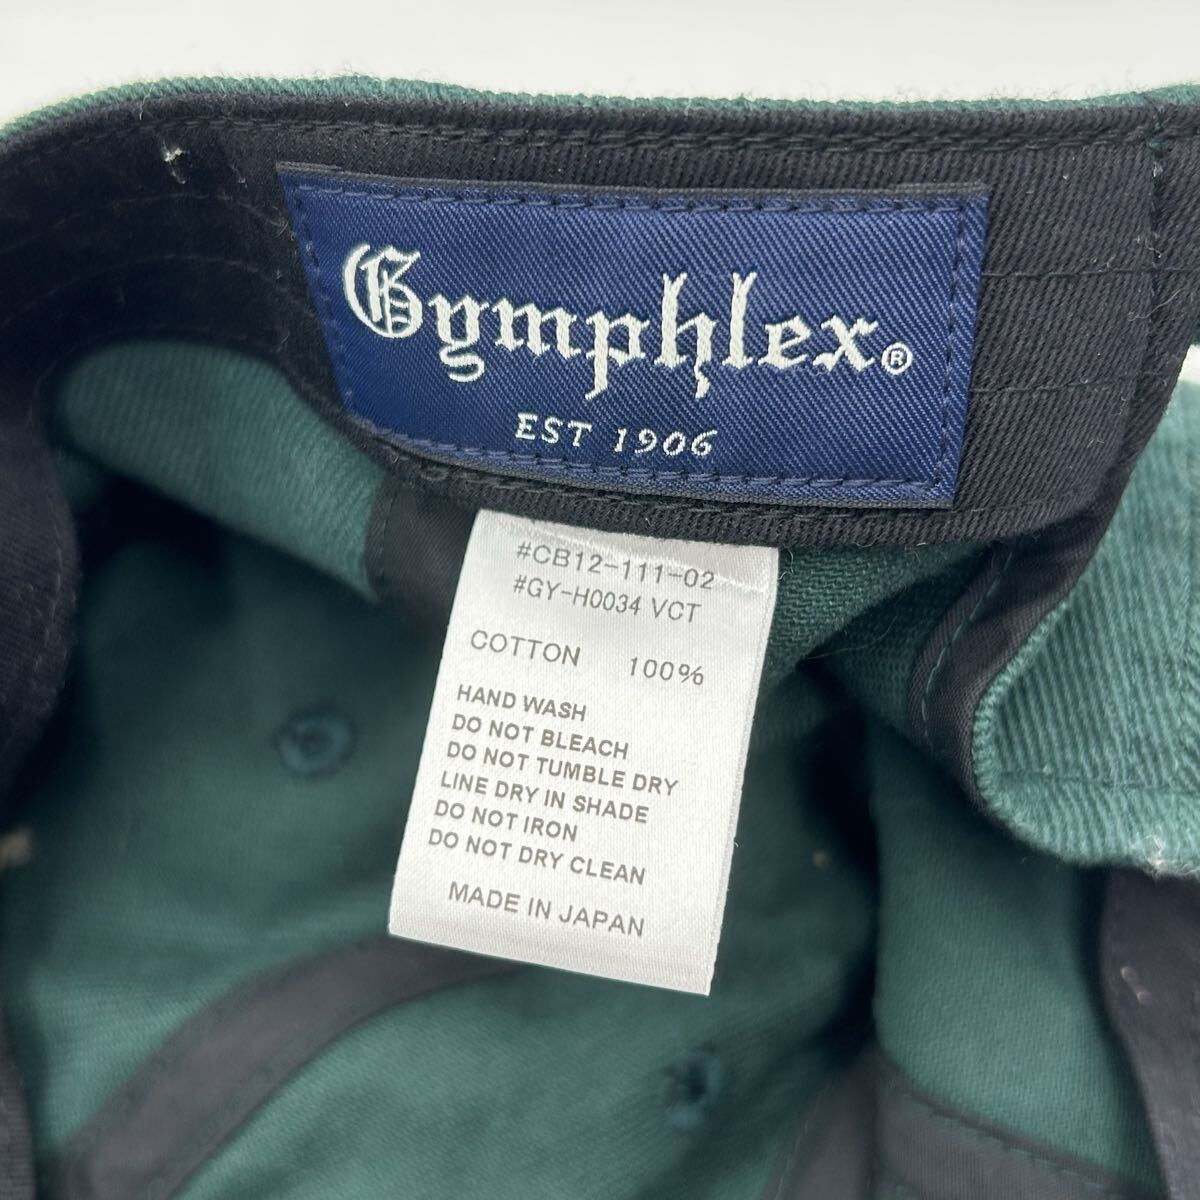 Gymphlex®
EST 1906
#CB12-111-02
#GY-H0034 VCT
COTTON 100%
HAND WASH
DO NOT BLEACH
DO NOT TUMBLE DRY
LINE DRY IN SHADE
DO NOT IRON
DO NOT DRY CLEAN
MADE IN JAPAN